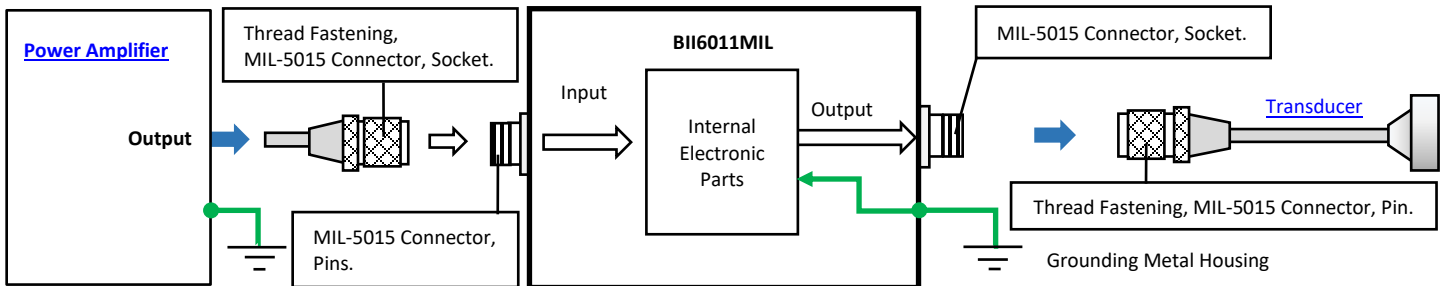 Power Amplifier
Output
Thread Fastening,
MIL-5015 Connector, Socket.
MIL-5015 Connector,
Pins.
BII6011MIL
Input
Internal
Electronic
Parts
Output
MIL-5015 Connector, Socket.
Transducer
Thread Fastening, MIL-5015 Connector, Pin.
Grounding Metal Housing